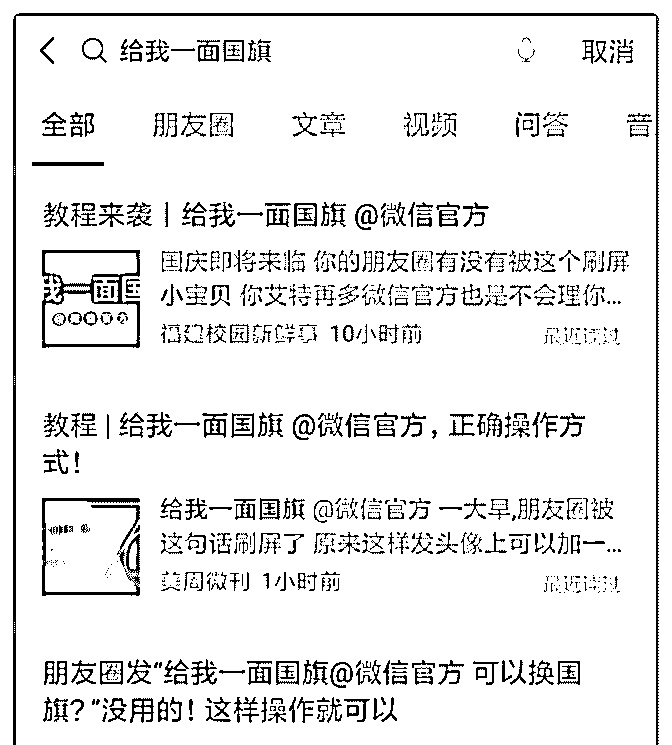 给我一面国旗 取消
全部 朋友圈 文章 视频 问答 音
教程来袭丨给我一面国旗 @微信官方
国庆即将来临 你的朋友圈有没有被这个刷屏
小宝贝 你艾特再多微信官方也是不会理你...
福建校园新鲜事 10小时前 最近读过
教程 | 给我一面国旗 @微信官方，正确操作方
式！
给我一面国旗 @微信官方 一大早,朋友圈被
这句话刷屏了 原来这样发头像上可以加一...
美周微刊 1小时前 最近读过
朋友圈发“给我一面国旗@微信官方 可以换国
旗？”没用的！这样操作就可以